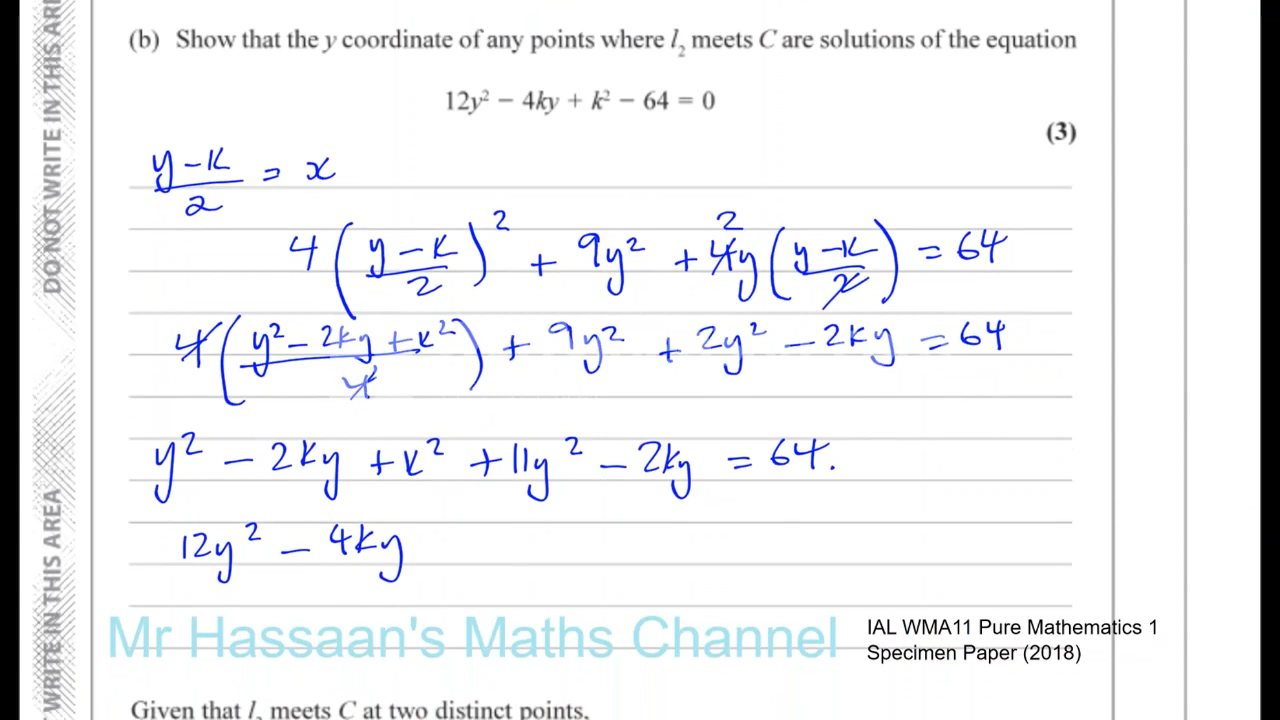 (b) Show that the y coordinate of any points where l₂ meets C are solutions of the equation
12y² − 4ky + k² − 64 = 0
(3)
(y−k)/2 = x
4((y−k)/2)² + 9y² + 2 4y((y−k)/2) = 64
4((y² − 2ky + k²)/4) + 9y² + 2y² − 2ky = 64
y² − 2ky + k² + 11y² − 2ky = 64.
12y² − 4ky
Mr Hassaan's Maths Channel
IAL WMA11 Pure Mathematics 1
Specimen Paper (2018)
Given that l₂ meets C at two distinct points,
DO NOT WRITE IN THIS AREA
WRITE IN THIS AREA